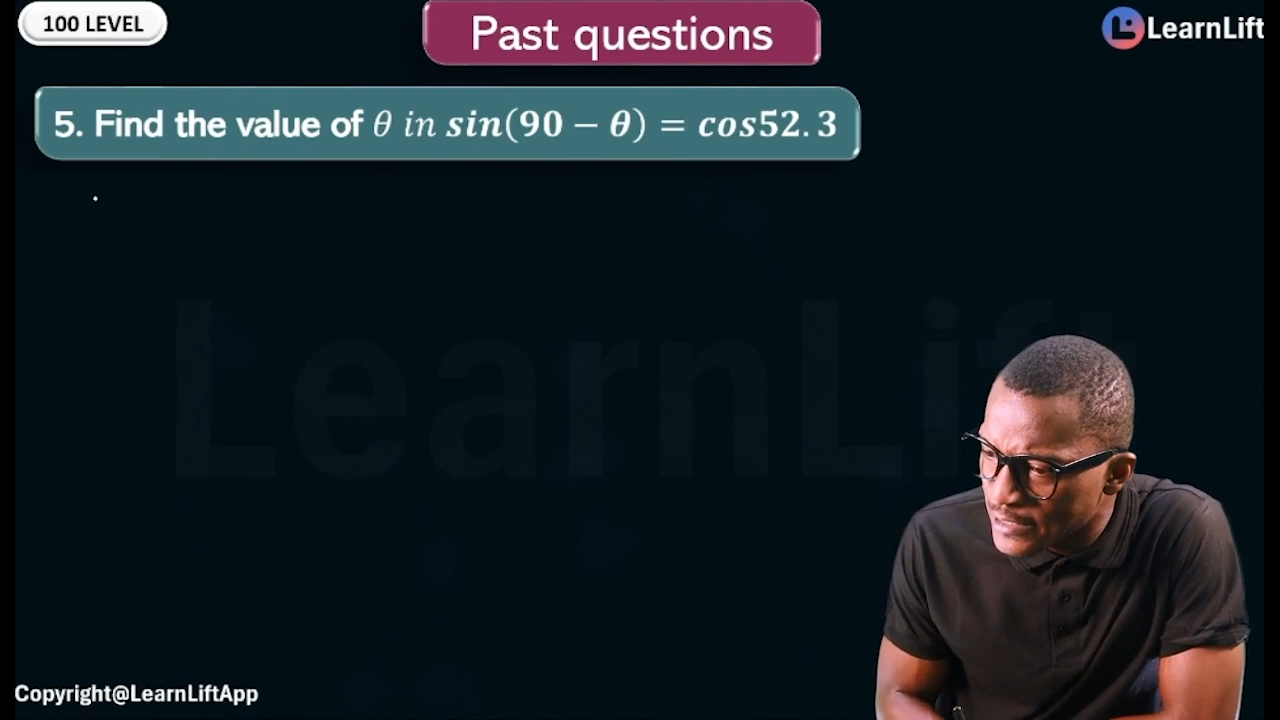 100 LEVEL
Past questions
LearnLift
5. Find the value of θ in sin(90 − θ) = cos52.3
LearnLift
Copyright@LearnLiftApp